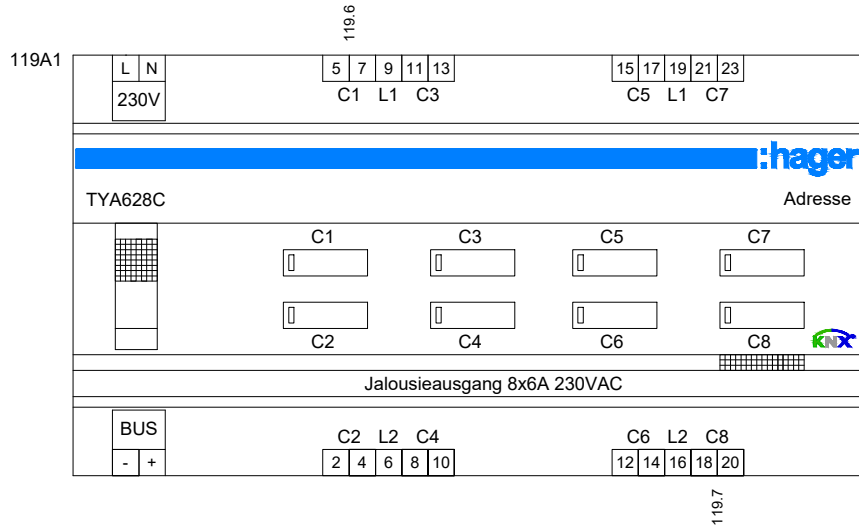 119.6
119A1
L N 5 7 9 11 13 15 17 19 21 23
230V C1 L1 C3 C5 L1 C7
:hager
TYA628C Adresse
C1 C3 C5 C7
C2 C4 C6 C8 KNX
Jalousieausgang 8x6A 230VAC
BUS C2 L2 C4 C6 L2 C8
- + 2 4 6 8 10 12 14 16 18 20
119.7